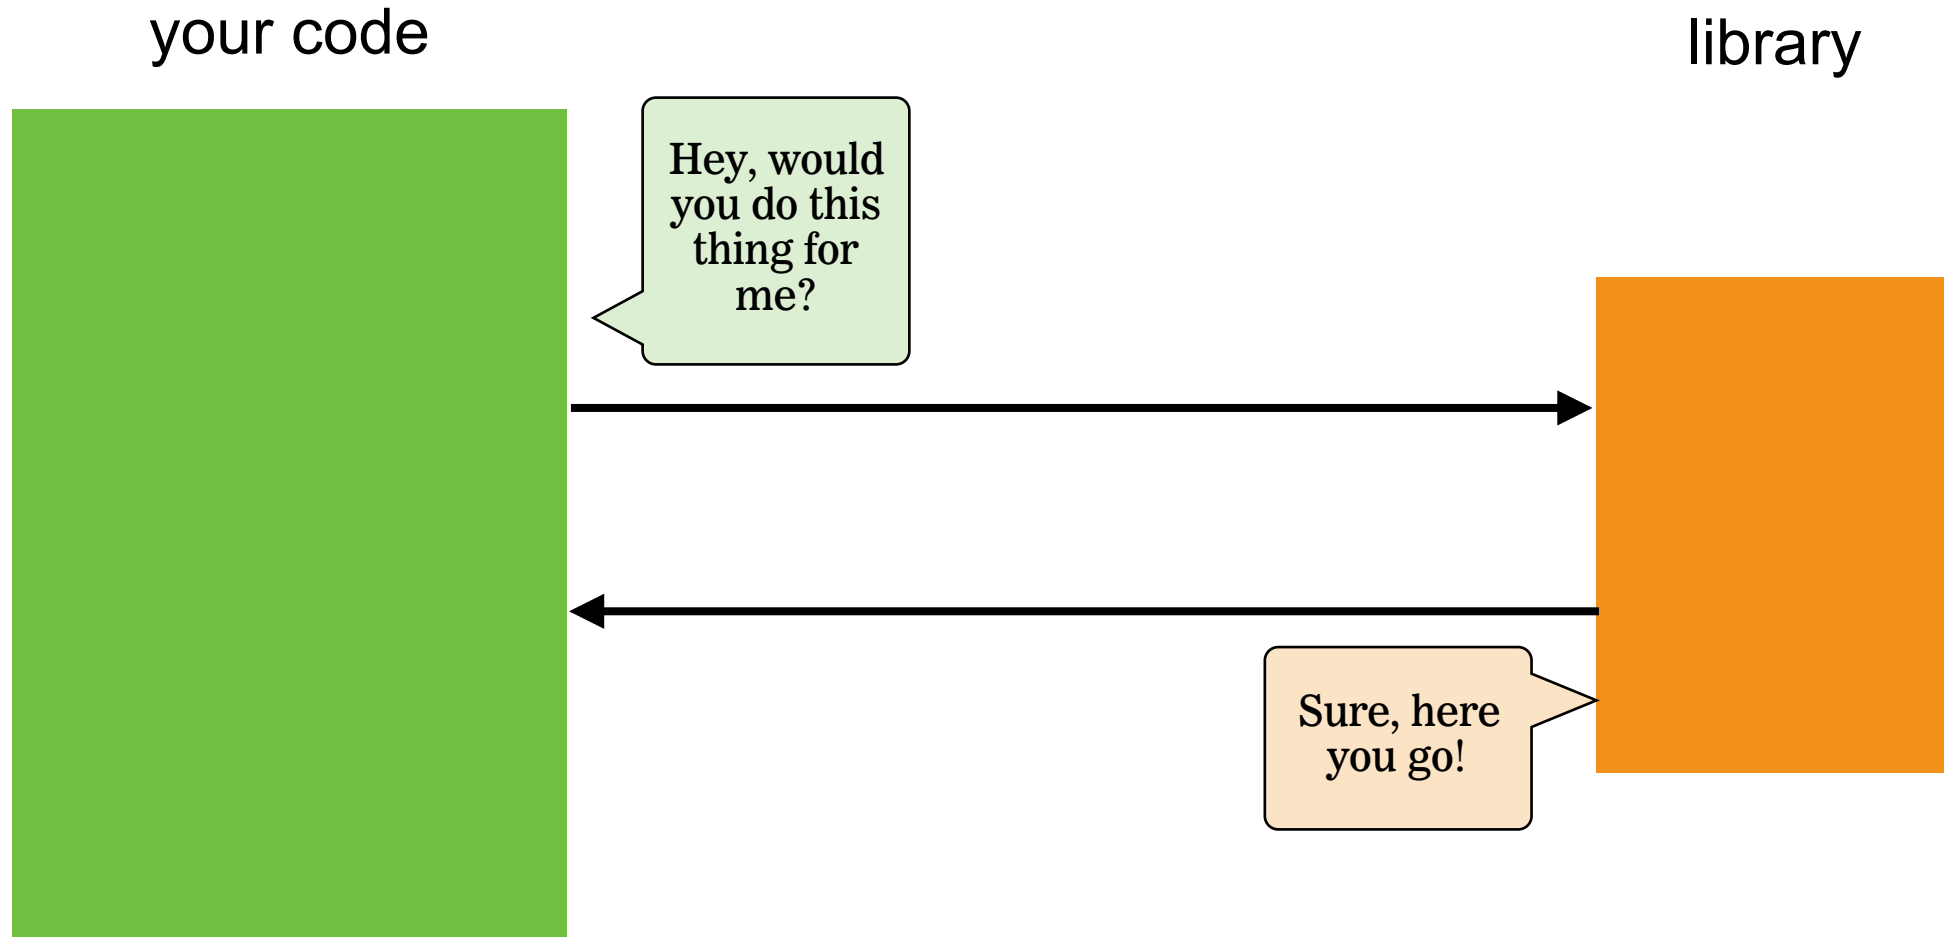 your code
library
Hey, would
you do this
thing for
me?
Sure, here
you go!